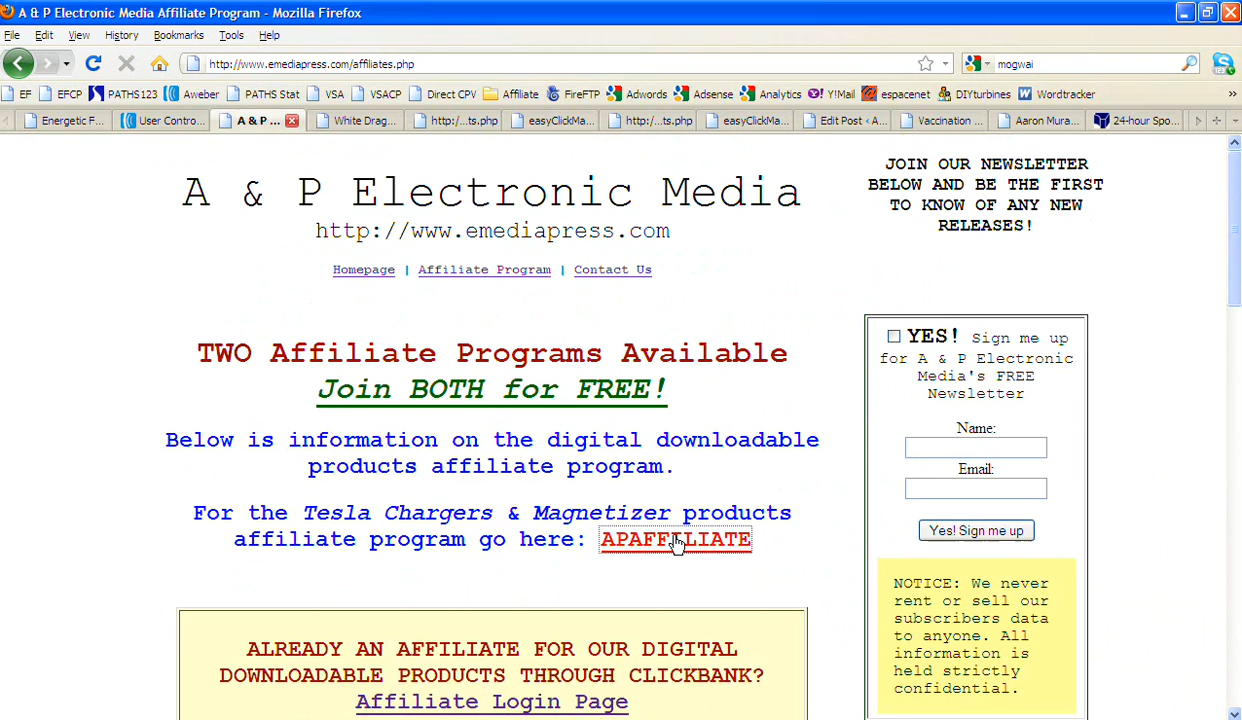 A & P Electronic Media Affiliate Program - Mozilla Firefox
File Edit View History Bookmarks Tools Help
http://www.emediapress.com/affiliates.php
mogwai
EF EFCP PATHS123 Aweber PATHS Stat VSA VSACP Direct CPV Affiliate FireFTP Adwords Adsense Analytics Y!Mail espacenet DIYturbines Wordtracker »
Energetic F... User Contro... A & P ... White Drag... http:/...ts.php easyClickMa... http:/...ts.php easyClickMa... Edit Post ‹ A... Vaccination ... Aaron Mura... 24-hour Spo...
A & P Electronic Media
http://www.emediapress.com
Homepage | Affiliate Program | Contact Us
JOIN OUR NEWSLETTER
BELOW AND BE THE FIRST
TO KNOW OF ANY NEW
RELEASES!
TWO Affiliate Programs Available
Join BOTH for FREE!
Below is information on the digital downloadable
products affiliate program.
For the Tesla Chargers & Magnetizer products
affiliate program go here: APAFFILIATE
ALREADY AN AFFILIATE FOR OUR DIGITAL
DOWNLOADABLE PRODUCTS THROUGH CLICKBANK?
Affiliate Login Page
YES! Sign me up
for A & P Electronic
Media's FREE
Newsletter
Name:
Email:
Yes! Sign me up
NOTICE: We never
rent or sell our
subscribers data
to anyone. All
information is
held strictly
confidential.